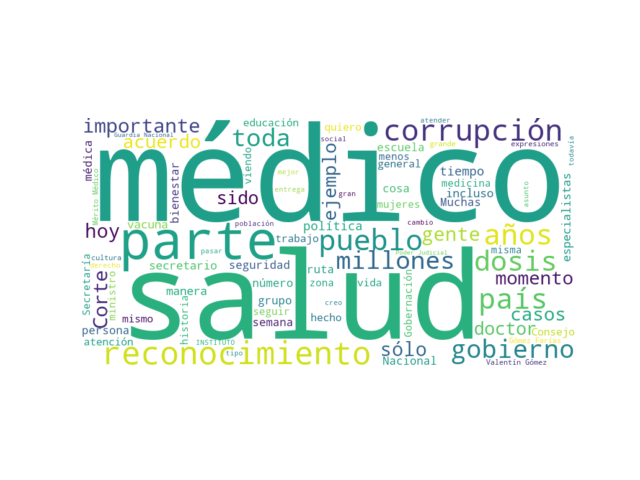 médico
salud
parte
corrupción
reconocimiento
pueblo
gobierno
país
años
dosis
millones
toda
importante
acuerdo
corte
hoy
sido
ejemplo
gente
momento
casos
doctor
sólo
educación
viendo
quiero
social
atender
grande
expresiones
todavía
Guardia Nacional
médica
Mérito Médico
bienestar
mejor
entrega
gran
escuela
menos
general
cosa
mujeres
tiempo
medicina
incluso
Muchas
asunto
especialistas
vacuna
población
política
cambio
trabajo
pasar
Poder Judicial
misma
Secretaría
cultura
derecho
ministro
secretario
seguridad
ruta
manera
número
zona
vida
Gobernación
persona
mismo
historia
grupo
seguir
semana
hecho
creo
atención
INSTITUTO
tipo
Nacional
Consejo
Gómez Farías
Valentín Gómez